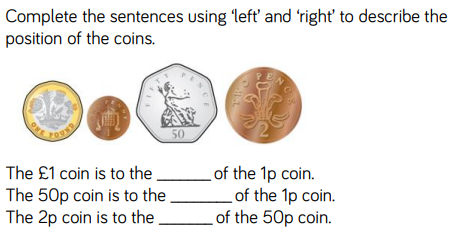 Complete the sentences using ‘left’ and ‘right’ to describe the
position of the coins.
ONE POUND
PENNY
1
FIFTY PENCE
50
TWO PENCE
2
The £1 coin is to the _______ of the 1p coin.
The 50p coin is to the _______ of the 1p coin.
The 2p coin is to the _______ of the 50p coin.